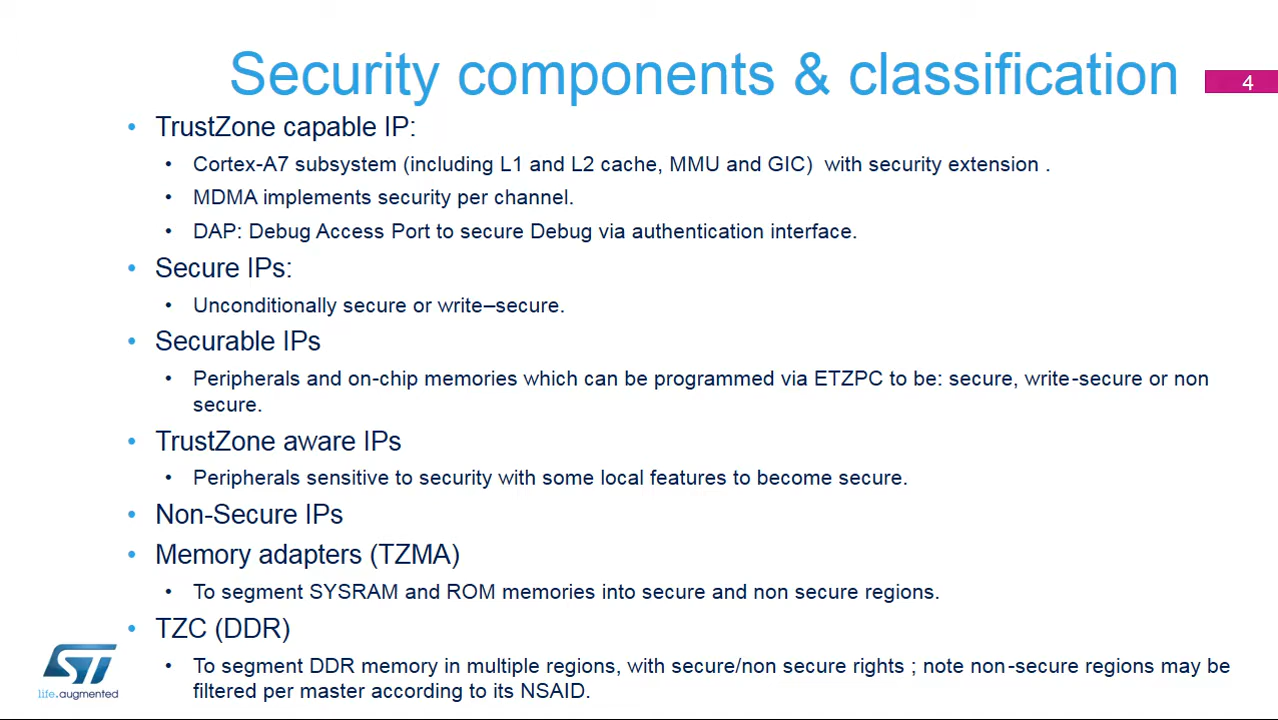 Security components & classification
4
• TrustZone capable IP:
• Cortex-A7 subsystem (including L1 and L2 cache, MMU and GIC) with security extension .
• MDMA implements security per channel.
• DAP: Debug Access Port to secure Debug via authentication interface.
• Secure IPs:
• Unconditionally secure or write–secure.
• Securable IPs
• Peripherals and on-chip memories which can be programmed via ETZPC to be: secure, write-secure or non
secure.
• TrustZone aware IPs
• Peripherals sensitive to security with some local features to become secure.
• Non-Secure IPs
• Memory adapters (TZMA)
• To segment SYSRAM and ROM memories into secure and non secure regions.
• TZC (DDR)
• To segment DDR memory in multiple regions, with secure/non secure rights ; note non-secure regions may be
filtered per master according to its NSAID.
ST
life.augmented